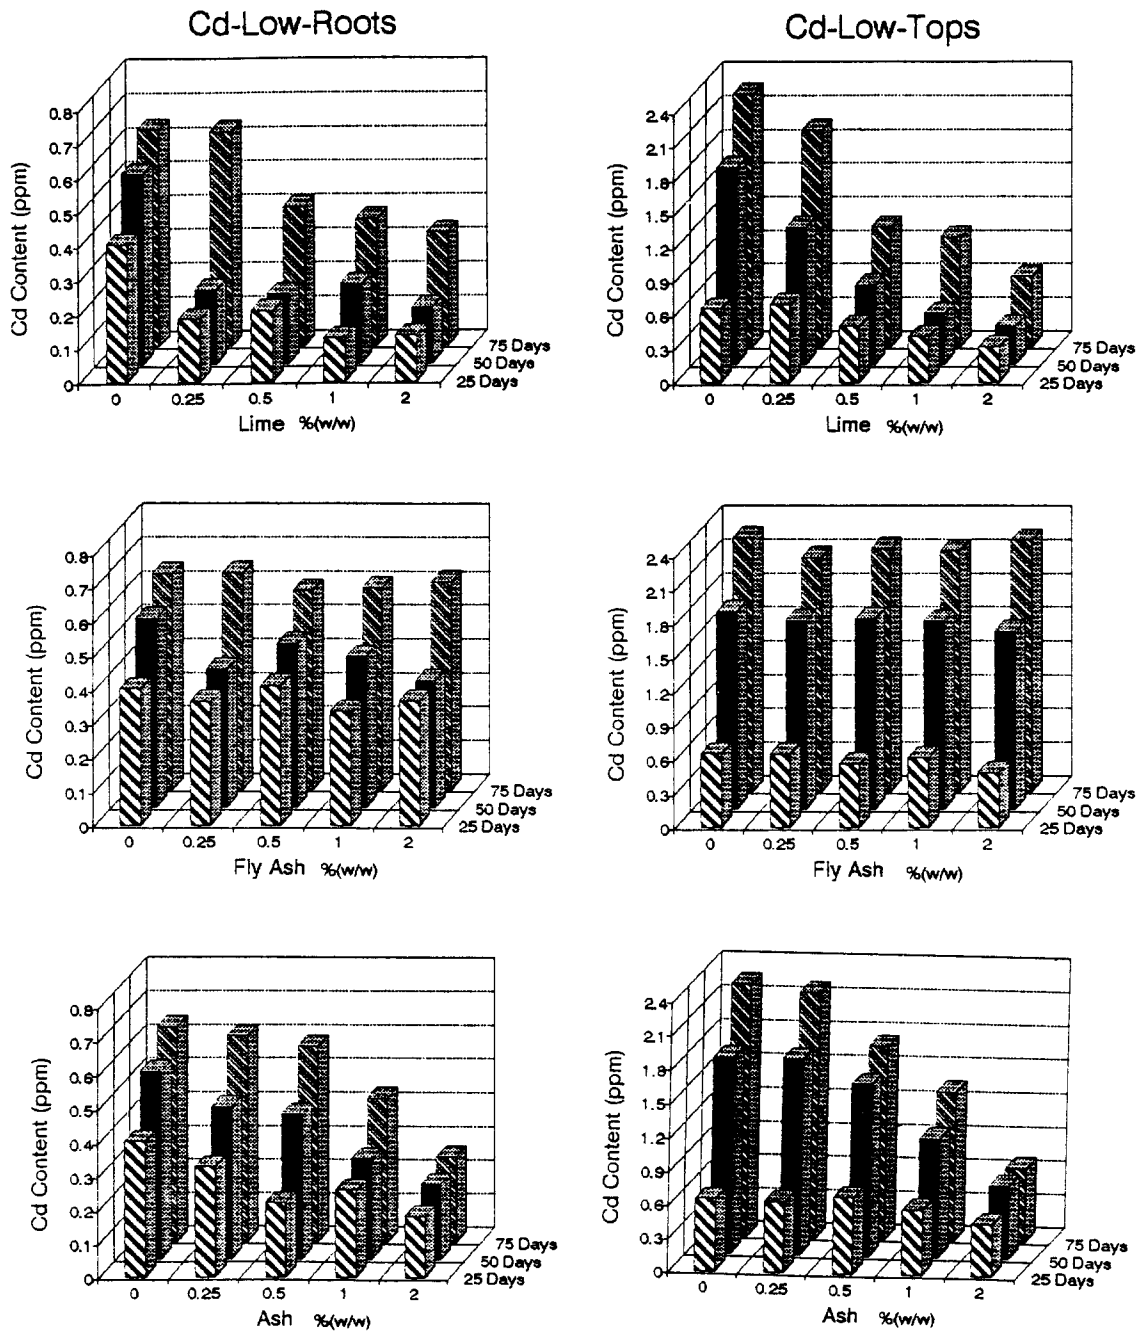 Cd-Low-Roots
Cd Content (ppm)
0.8
0.7
0.6
0.5
0.4
0.3
0.2
0.1
0
75 Days
50 Days
25 Days
0 0.25 0.5 1 2
Lime %(w/w)
Cd-Low-Tops
Cd Content (ppm)
2.4
2.1
1.8
1.5
1.2
0.9
0.6
0.3
0
75 Days
50 Days
25 Days
0 0.25 0.5 1 2
Lime %(w/w)
Cd Content (ppm)
0.8
0.7
0.6
0.5
0.4
0.3
0.2
0.1
0
75 Days
50 Days
25 Days
0 0.25 0.5 1 2
Fly Ash %(w/w)
Cd Content (ppm)
2.4
2.1
1.8
1.5
1.2
0.9
0.6
0.3
0
75 Days
50 Days
25 Days
0 0.25 0.5 1 2
Fly Ash %(w/w)
Cd Content (ppm)
0.8
0.7
0.6
0.5
0.4
0.3
0.2
0.1
0
75 Days
50 Days
25 Days
0 0.25 0.5 1 2
Ash %(w/w)
Cd Content (ppm)
2.4
2.1
1.8
1.5
1.2
0.9
0.6
0.3
0
75 Days
50 Days
25 Days
0 0.25 0.5 1 2
Ash %(w/w)